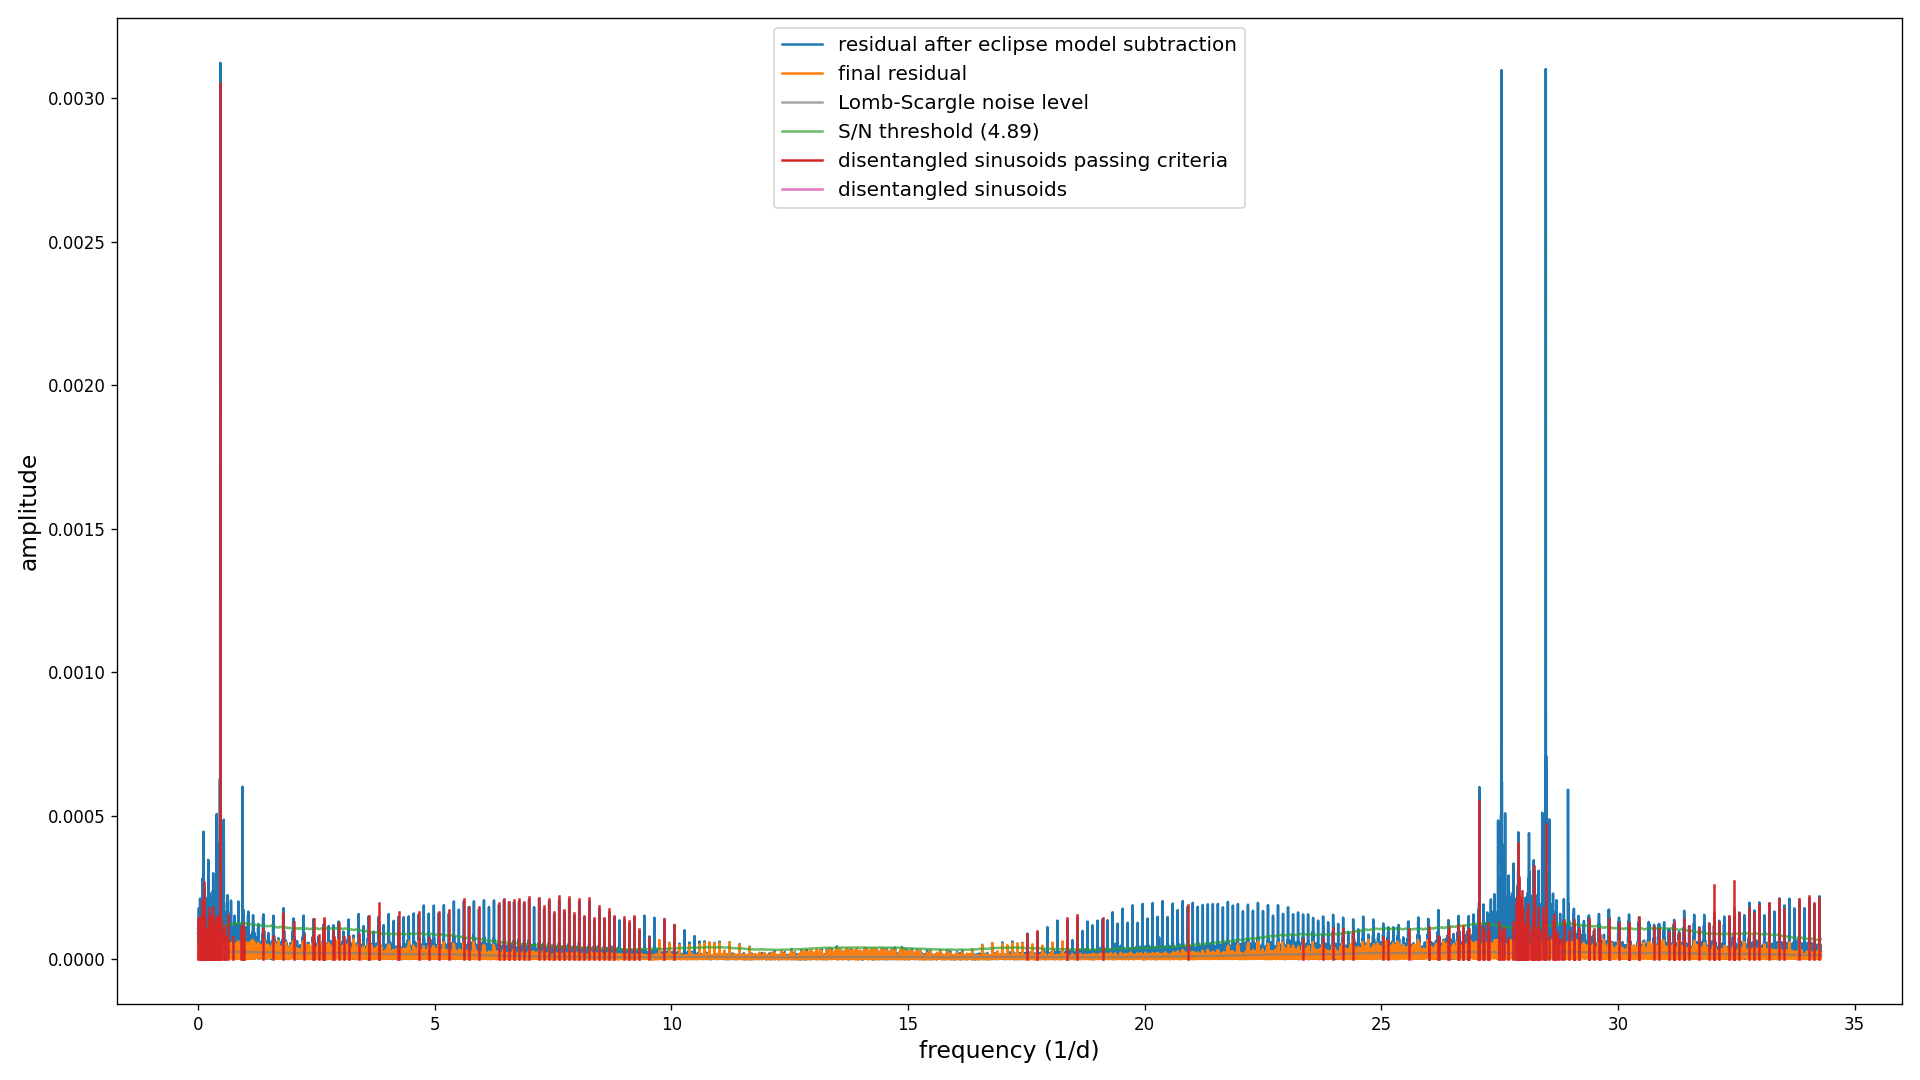 residual after eclipse model subtraction
final residual
Lomb-Scargle noise level
S/N threshold (4.89)
disentangled sinusoids passing criteria
disentangled sinusoids
0.0030
0.0025
0.0020
0.0015
0.0010
0.0005
0.0000
amplitude
0 5 10 15 20 25 30 35
frequency (1/d)